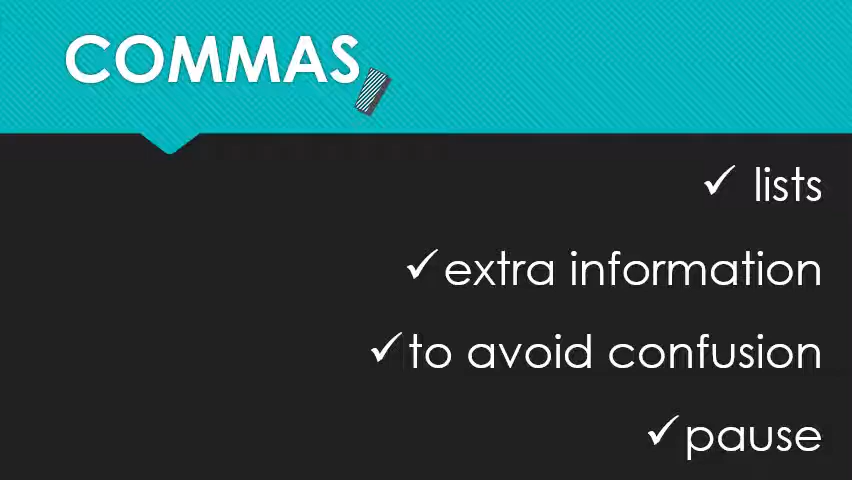 COMMAS
✓ lists
✓extra information
✓to avoid confusion
✓pause